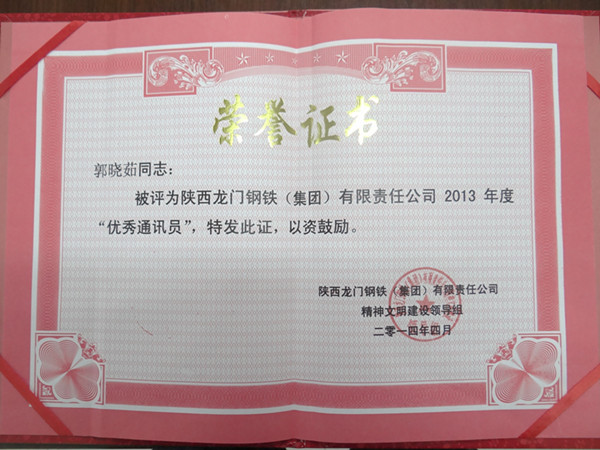 荣誉证书
郭晓茹同志：
被评为陕西龙门钢铁（集团）有限责任公司 2013 年度
“优秀通讯员”，特发此证，以资鼓励。
陕西龙门钢铁（集团）有限责任公司
精神文明建设领导组
二零一四年四月